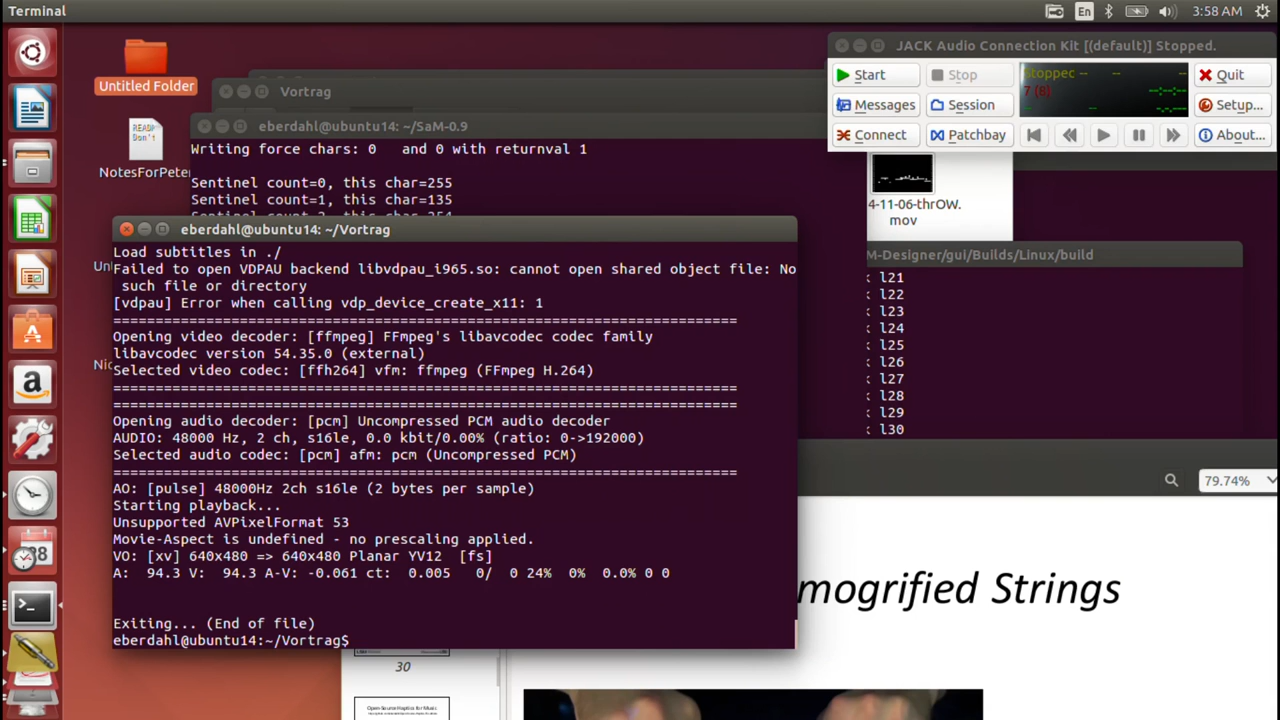 Terminal
En
3:58 AM
Untitled Folder
NotesForPeter
Vortrag
eberdahl@ubuntu14: ~/SaM-0.9
Writing force chars: 0 and 0 with returnval 1
Sentinel count=0, this char=255
Sentinel count=1, this char=135
JACK Audio Connection Kit [(default)] Stopped.
Start
Stop
Stoppec -- --
7 (6) --:--:--
-- -.---
Quit
Messages
Session
Setup...
Connect
Patchbay
About...
4-11-06-thrOW.
mov
M-Designer/gui/Builds/Linux/build
k l21
k l22
k l23
k l24
k l25
k l26
k l27
k l28
k l29
k l30
eberdahl@ubuntu14: ~/Vortrag
Load subtitles in ./
Failed to open VDPAU backend libvdpau_i965.so: cannot open shared object file: No
such file or directory
[vdpau] Error when calling vdp_device_create_x11: 1
==========================================================================
Opening video decoder: [ffmpeg] FFmpeg's libavcodec codec family
libavcodec version 54.35.0 (external)
Selected video codec: [ffh264] vfm: ffmpeg (FFmpeg H.264)
==========================================================================
==========================================================================
Opening audio decoder: [pcm] Uncompressed PCM audio decoder
AUDIO: 48000 Hz, 2 ch, s16le, 0.0 kbit/0.00% (ratio: 0->192000)
Selected audio codec: [pcm] afm: pcm (Uncompressed PCM)
==========================================================================
AO: [pulse] 48000Hz 2ch s16le (2 bytes per sample)
Starting playback...
Unsupported AVPixelFormat 53
Movie-Aspect is undefined - no prescaling applied.
VO: [xv] 640x480 => 640x480 Planar YV12 [fs]
A: 94.3 V: 94.3 A-V: -0.061 ct: 0.005 0/ 0 24% 0% 0.0% 0 0
Exiting... (End of file)
eberdahl@ubuntu14:~/Vortrag$
79.74%
mogrified Strings
30
Open-Source Haptics for Music